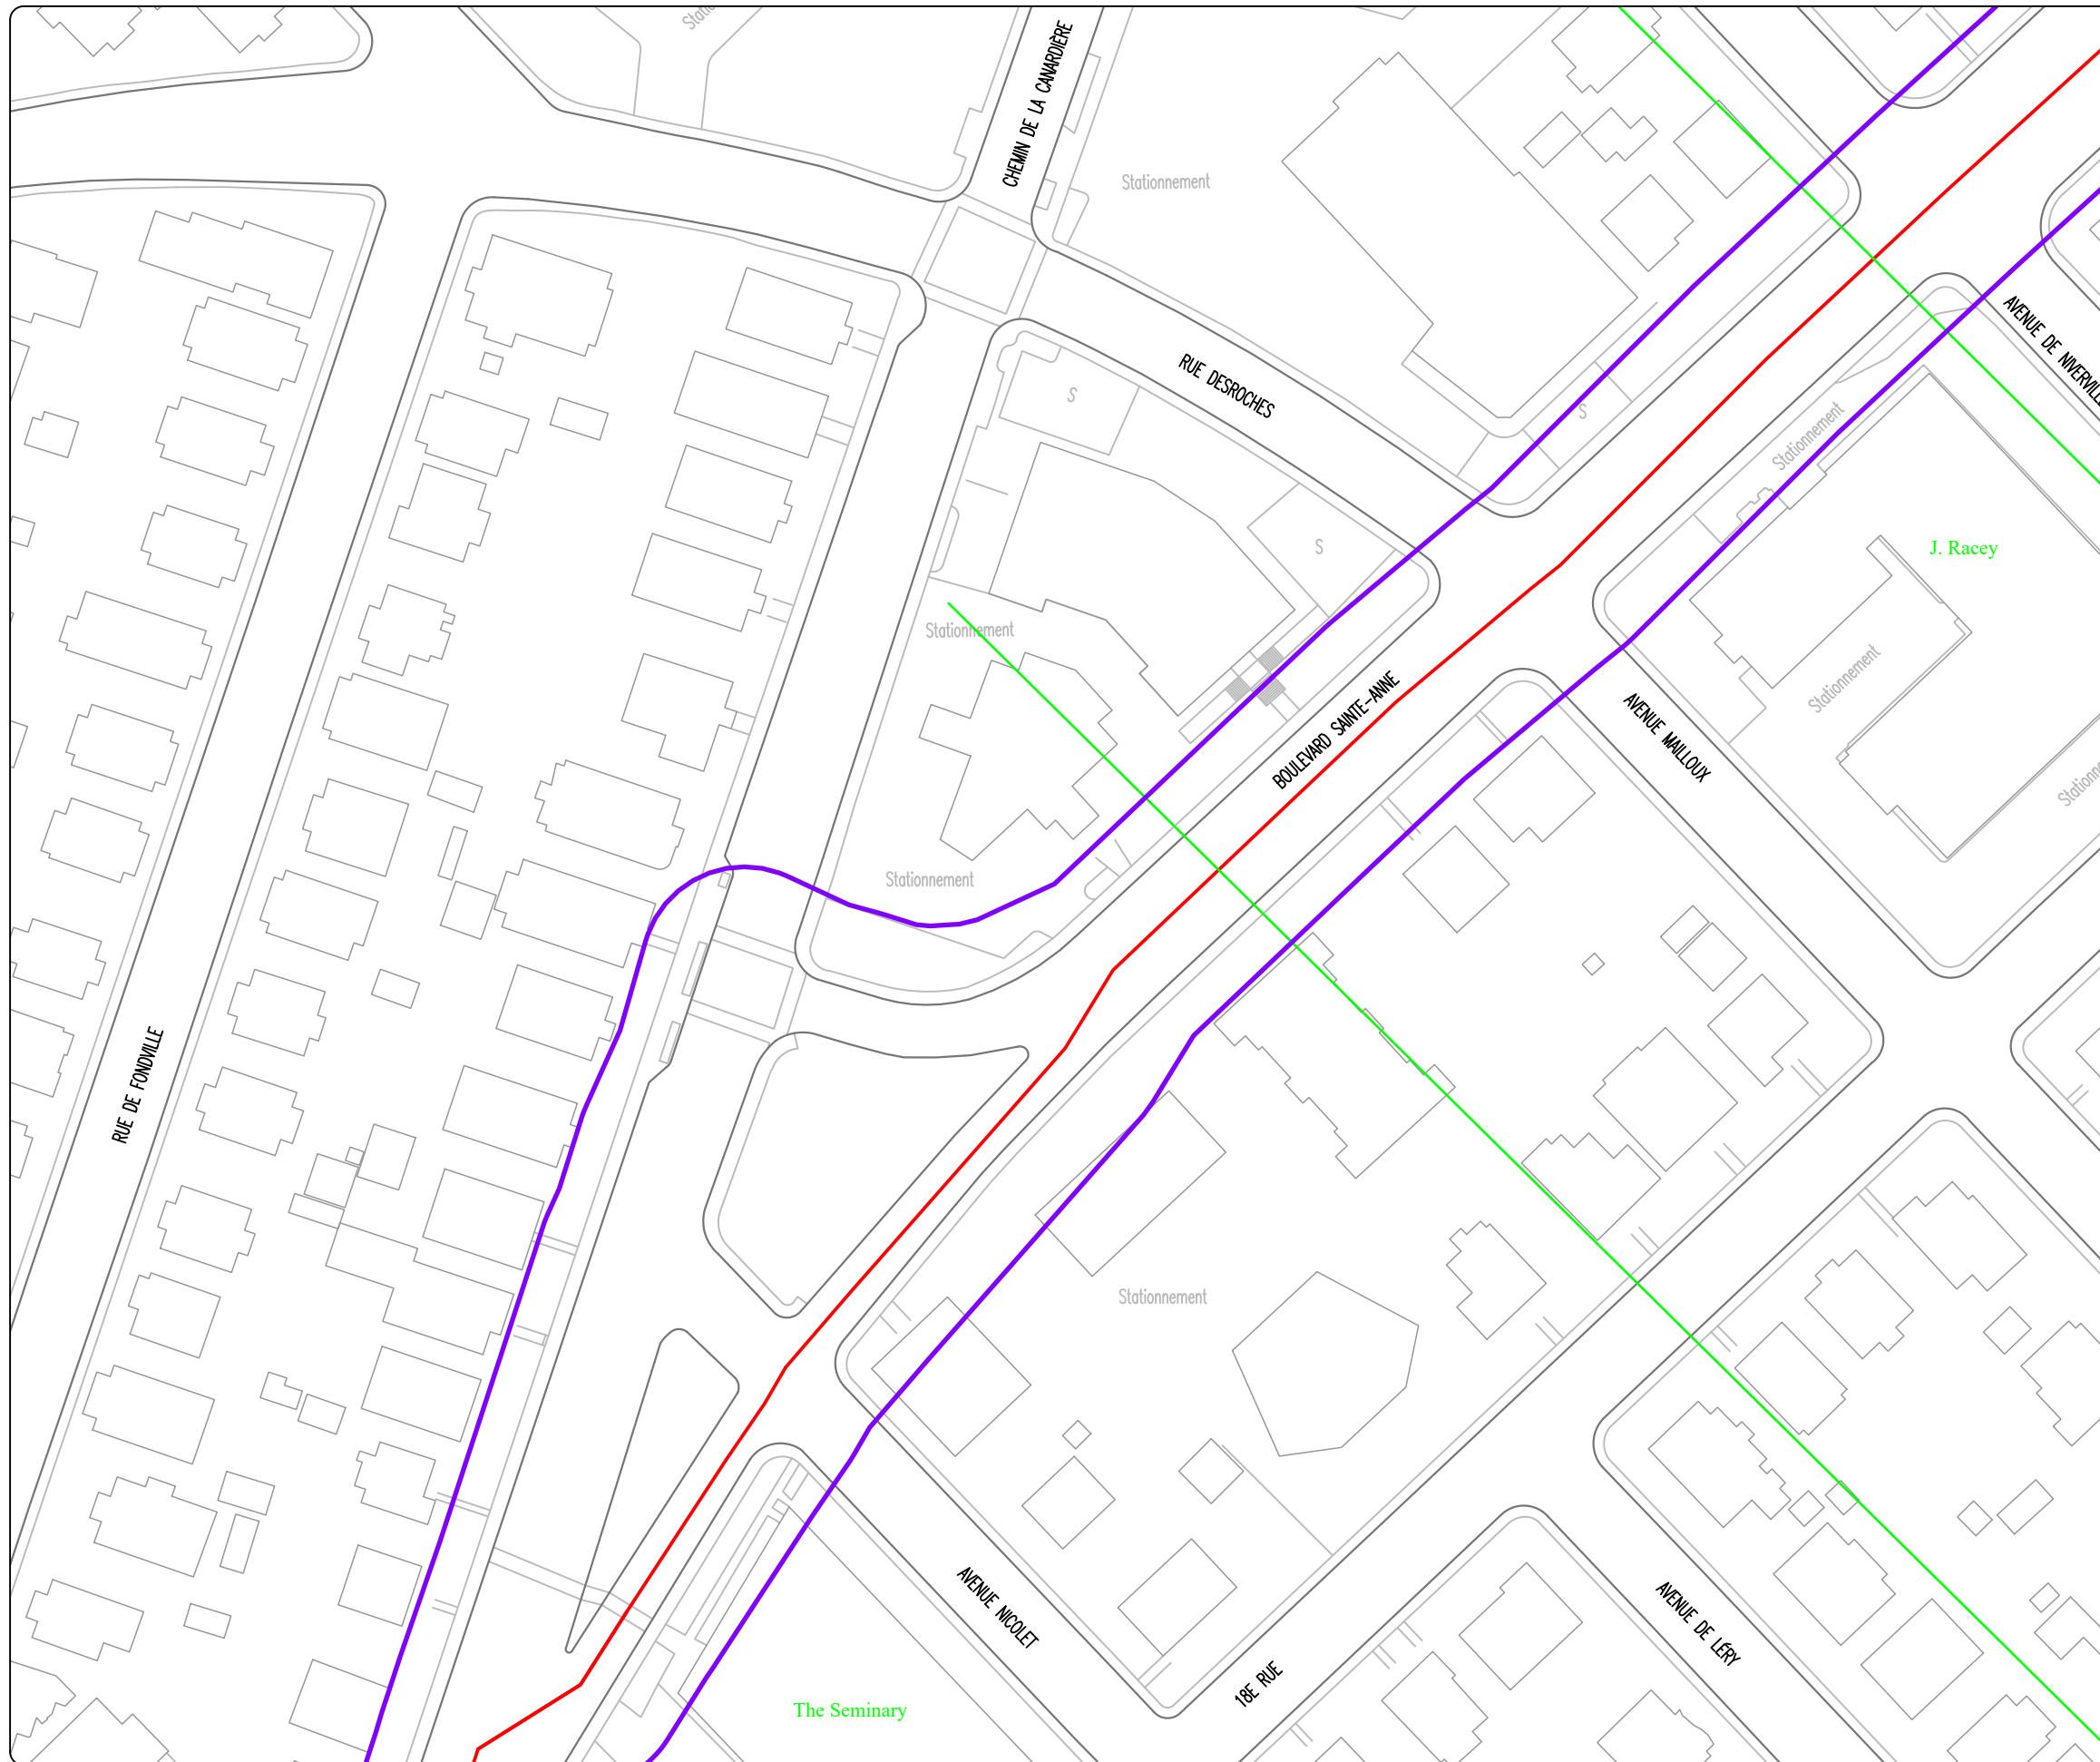 CHEMIN DE LA CANARDIÈRE
Stationnement
RUE DESROCHES
S
S
S
AVENUE DE NIVERVILLE
Stationnement
J. Racey
Stationnement
Stationnement
BOULEVARD SAINTE-ANNE
AVENUE MAILLOUX
Stationnement
RUE DE FONDVILLE
Stationnement
AVENUE NICOLET
18E RUE
AVENUE DE LÉRY
The Seminary